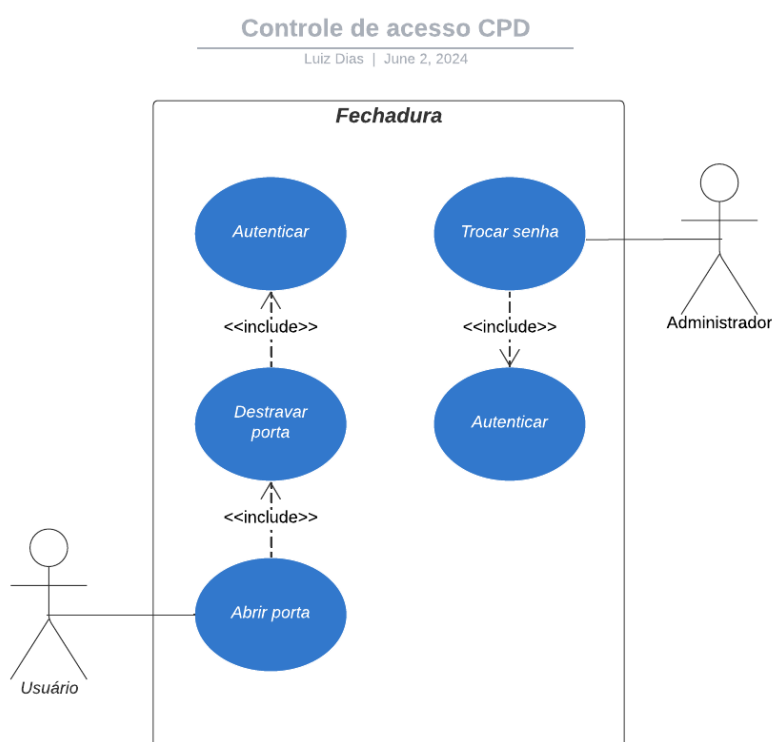 Controle de acesso CPD
Luiz Dias | June 2, 2024
Fechadura
Autenticar
Trocar senha
Administrador
<<include>>
<<include>>
Destravar
porta
Autenticar
<<include>>
Abrir porta
Usuário